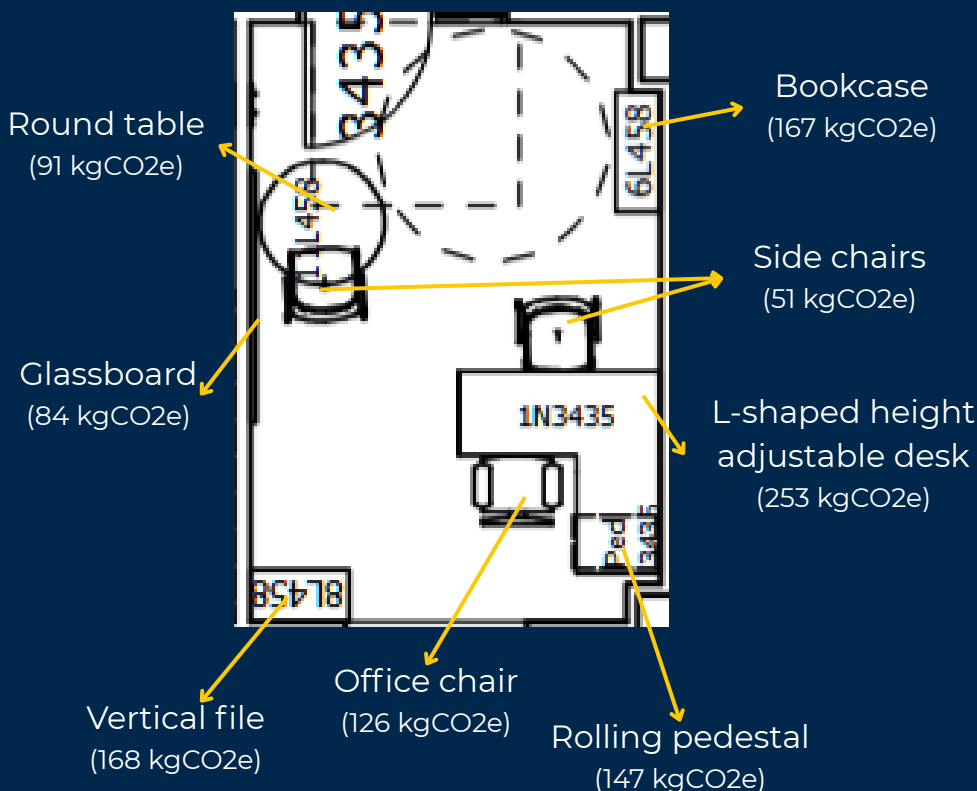 3435
Bookcase
(167 kgCO2e)
Round table
(91 kgCO2e)
6L458
L458
Side chairs
(51 kgCO2e)
Glassboard
(84 kgCO2e)
1N3435
L-shaped height
adjustable desk
(253 kgCO2e)
Ped
3435
8L458
Office chair
(126 kgCO2e)
Vertical file
(168 kgCO2e)
Rolling pedestal
(147 kgCO2e)